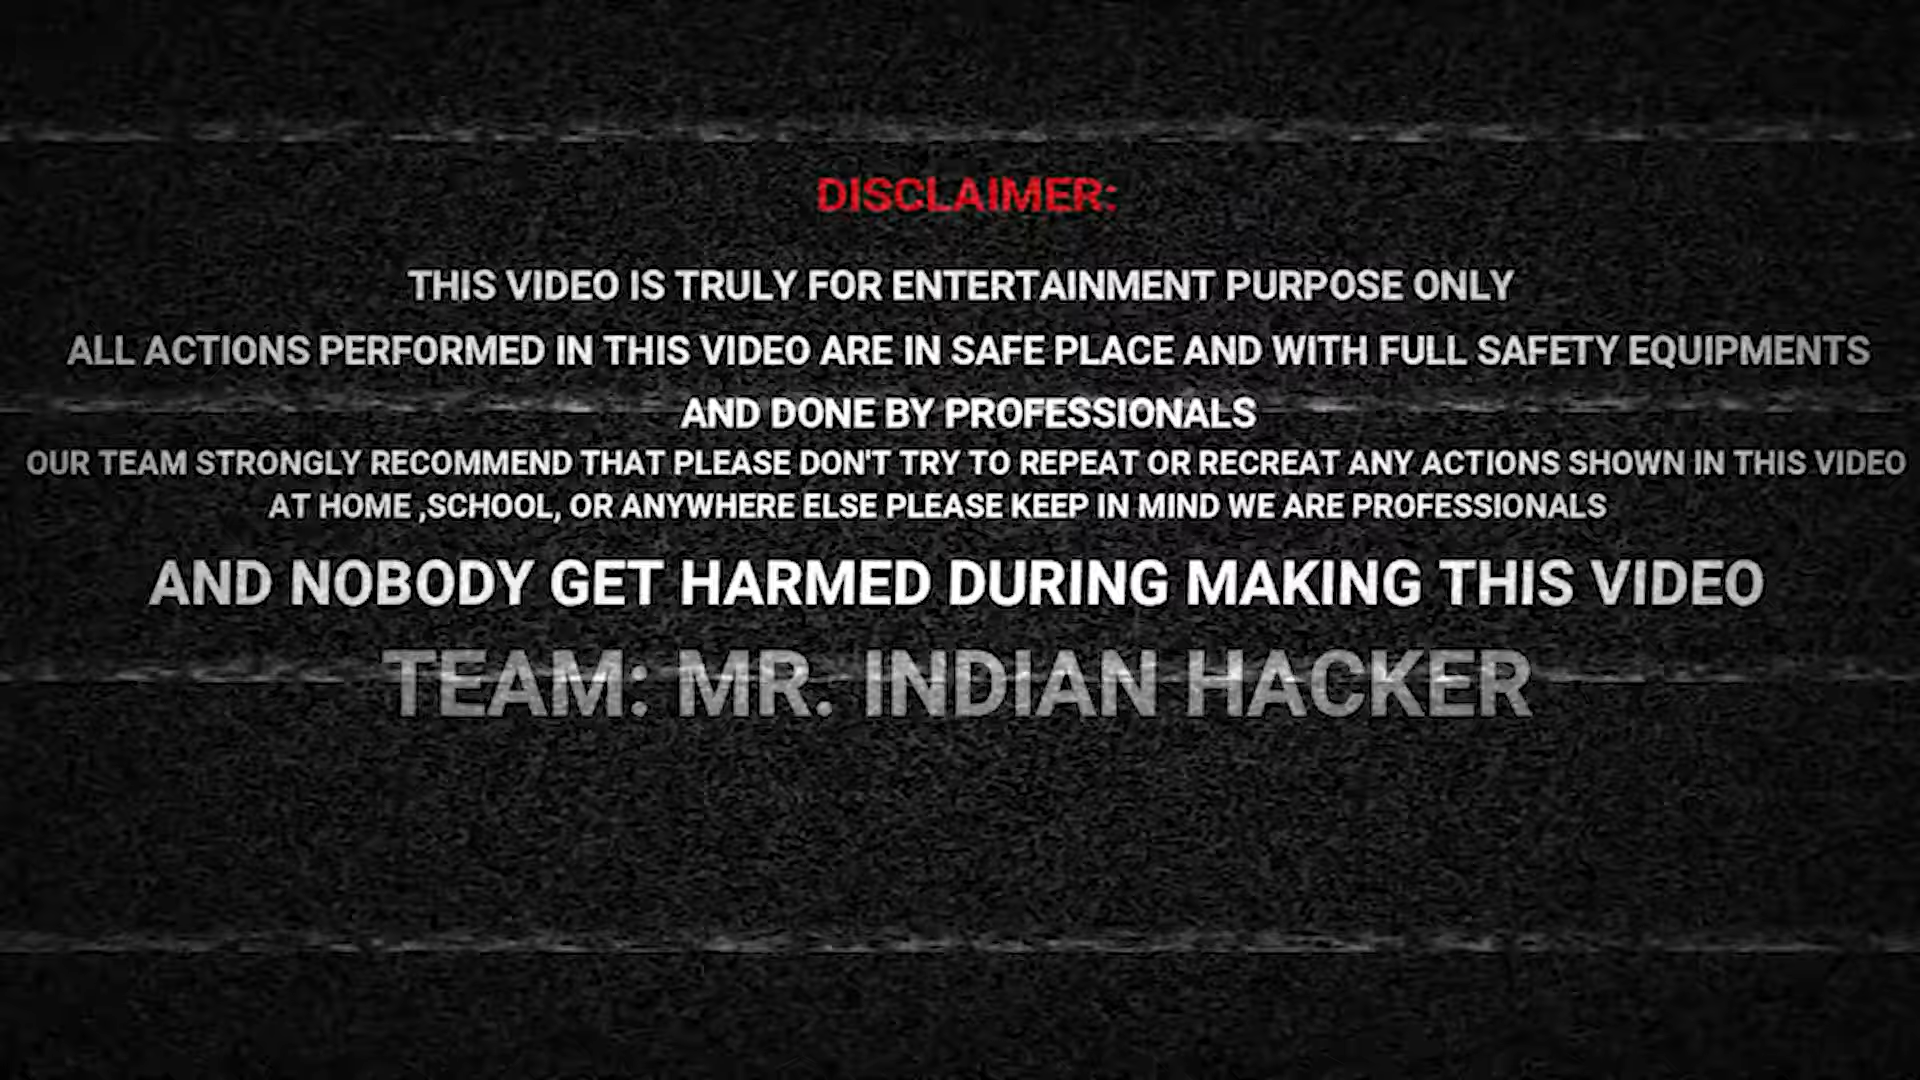 DISCLAIMER:
THIS VIDEO IS TRULY FOR ENTERTAINMENT PURPOSE ONLY
ALL ACTIONS PERFORMED IN THIS VIDEO ARE IN SAFE PLACE AND WITH FULL SAFETY EQUIPMENTS
AND DONE BY PROFESSIONALS
OUR TEAM STRONGLY RECOMMEND THAT PLEASE DON'T TRY TO REPEAT OR RECREAT ANY ACTIONS SHOWN IN THIS VIDEO
AT HOME ,SCHOOL, OR ANYWHERE ELSE PLEASE KEEP IN MIND WE ARE PROFESSIONALS
AND NOBODY GET HARMED DURING MAKING THIS VIDEO
TEAM: MR. INDIAN HACKER